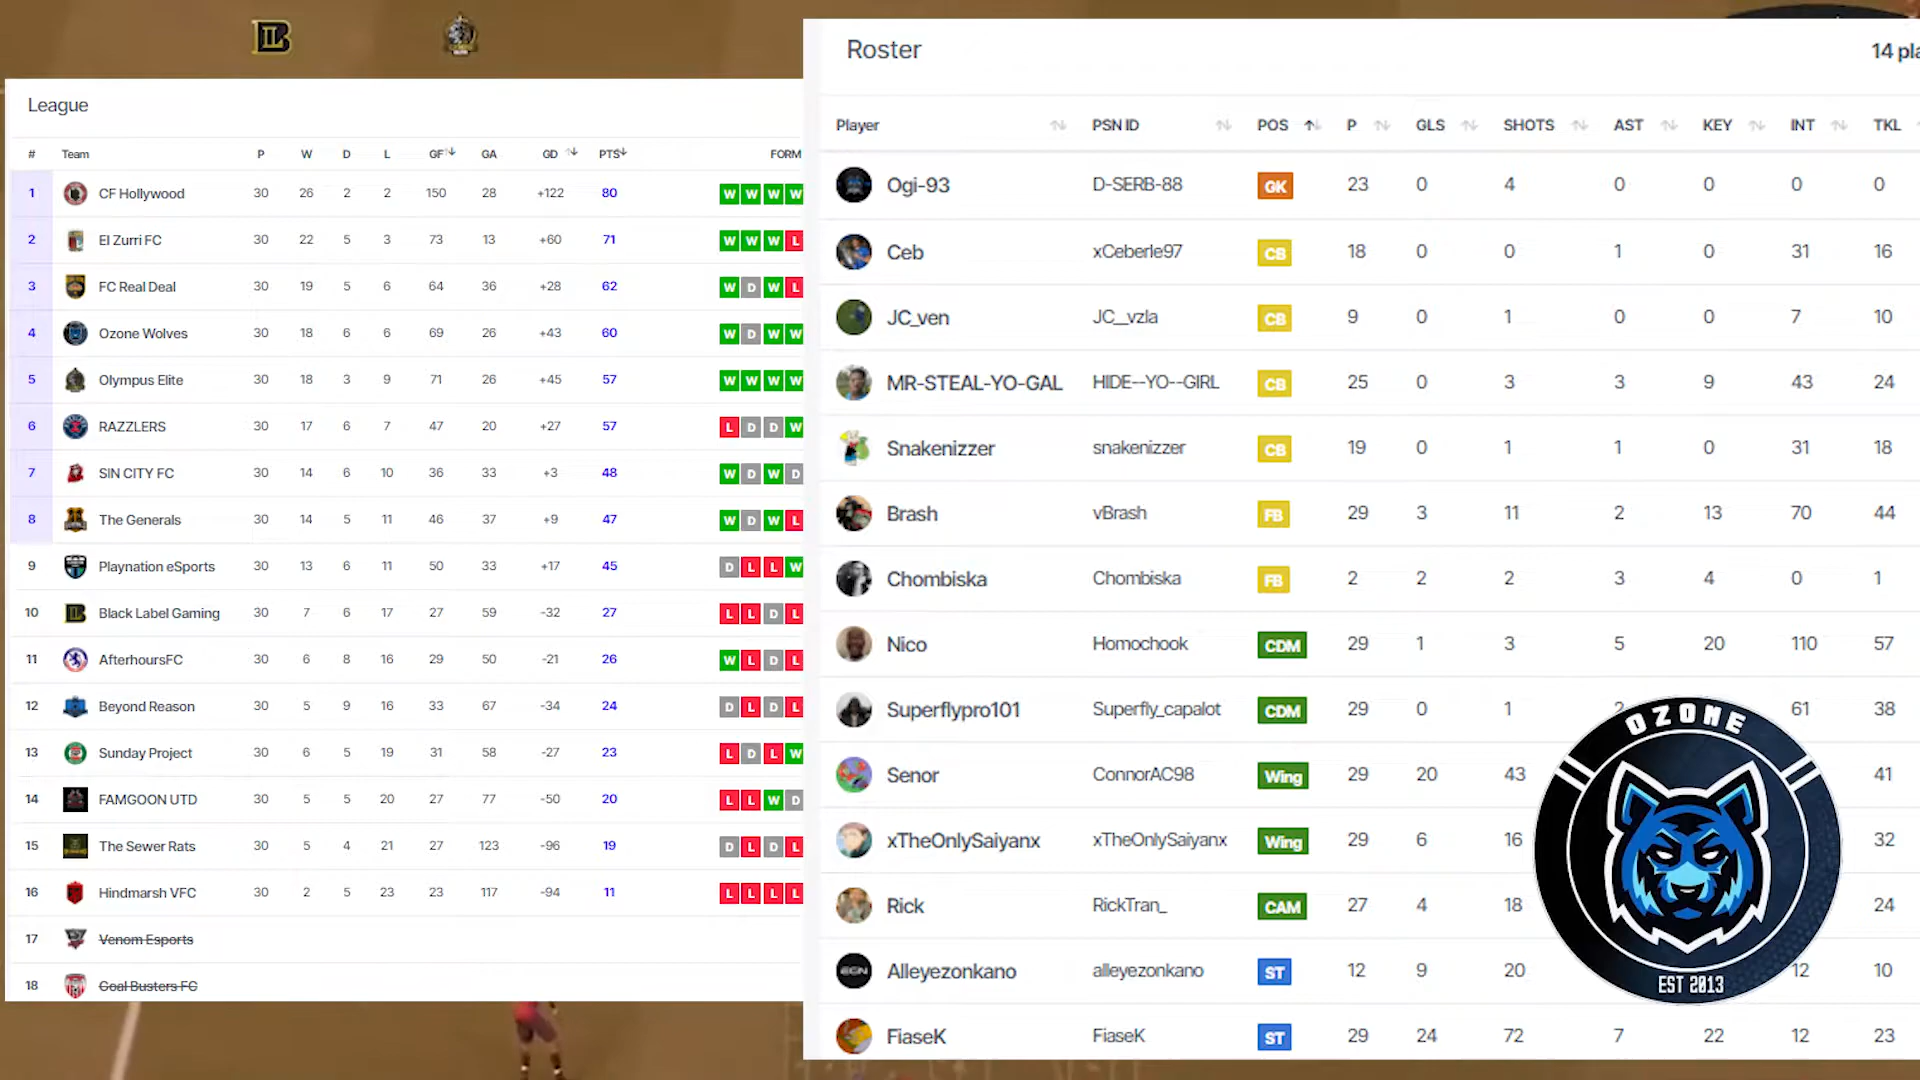 League
# Team P W D L GF GA GD PTS FORM
1 CF Hollywood 30 26 2 2 150 28 +122 80 W W W W
2 El Zurri FC 30 22 5 3 73 13 +60 71 W W W L
3 FC Real Deal 30 19 5 6 64 36 +28 62 W D W L
4 Ozone Wolves 30 18 6 6 69 26 +43 60 W D W W
5 Olympus Elite 30 18 3 9 71 26 +45 57 W W W W
6 RAZZLERS 30 17 6 7 47 20 +27 57 L D D W
7 SIN CITY FC 30 14 6 10 36 33 +3 48 W D W D
8 The Generals 30 14 5 11 46 37 +9 47 W D W L
9 Playnation eSports 30 13 6 11 50 33 +17 45 D L L W
10 Black Label Gaming 30 7 6 17 27 59 -32 27 L L D L
11 AfterhoursFC 30 6 8 16 29 50 -21 26 W L D L
12 Beyond Reason 30 5 9 16 33 67 -34 24 D L D L
13 Sunday Project 30 6 5 19 31 58 -27 23 L D L W
14 FAMGOON UTD 30 5 5 20 27 77 -50 20 L L W D
15 The Sewer Rats 30 5 4 21 27 123 -96 19 D L D L
16 Hindmarsh VFC 30 2 5 23 23 117 -94 11 L L L L
17 Venom Esports
18 Goal Busters FC
Roster 14 pla
Player PSN ID POS P GLS SHOTS AST KEY INT TKL
Ogi-93 D-SERB-88 GK 23 0 4 0 0 0 0
Ceb xCeberle97 CB 18 0 0 1 0 31 16
JC_ven JC__vzla CB 9 0 1 0 0 7 10
MR-STEAL-YO-GAL HIDE--YO--GIRL CB 25 0 3 3 9 43 24
Snakenizzer snakenizzer CB 19 0 1 1 0 31 18
Brash vBrash FB 29 3 11 2 13 70 44
Chombiska Chombiska FB 2 2 2 3 4 0 1
Nico Homochook CDM 29 1 3 5 20 110 57
Superflypro101 Superfly_capalot CDM 29 0 1 2 61 38
Senor ConnorAC98 Wing 29 20 43 41
xTheOnlySaiyanx xTheOnlySaiyanx Wing 29 6 16 32
Rick RickTran_ CAM 27 4 18 24
Alleyezonkano alleyezonkano ST 12 9 20 12 10
FiaseK FiaseK ST 29 24 72 7 22 12 23
OZONE
EST 2013